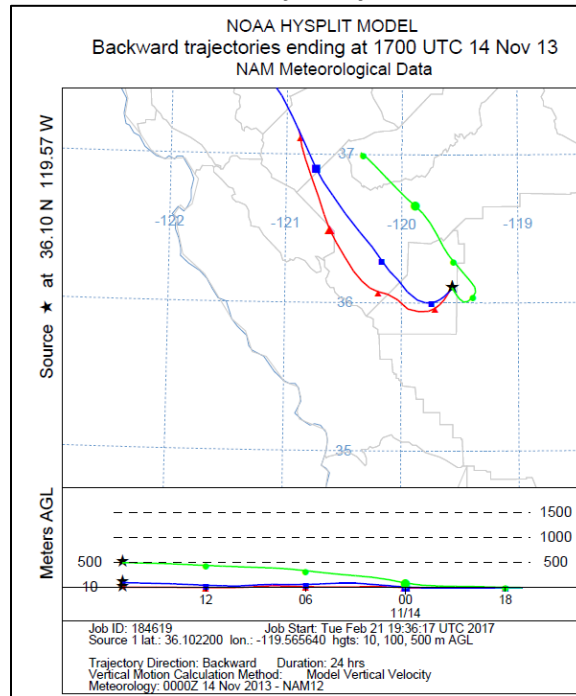 NOAA HYSPLIT MODEL
Backward trajectories ending at 1700 UTC 14 Nov 13
NAM Meteorological Data
Source ★ at 36.10 N 119.57 W
37
-122
-121
-120
-119
36
35
Meters AGL
1500
1000
500
500
10
12
06
00
18
11/14
Job ID: 184619 Job Start: Tue Feb 21 19:36:17 UTC 2017
Source 1 lat.: 36.102200 lon.: -119.565640 hgts: 10, 100, 500 m AGL
Trajectory Direction: Backward Duration: 24 hrs
Vertical Motion Calculation Method: Model Vertical Velocity
Meteorology: 0000Z 14 Nov 2013 - NAM12